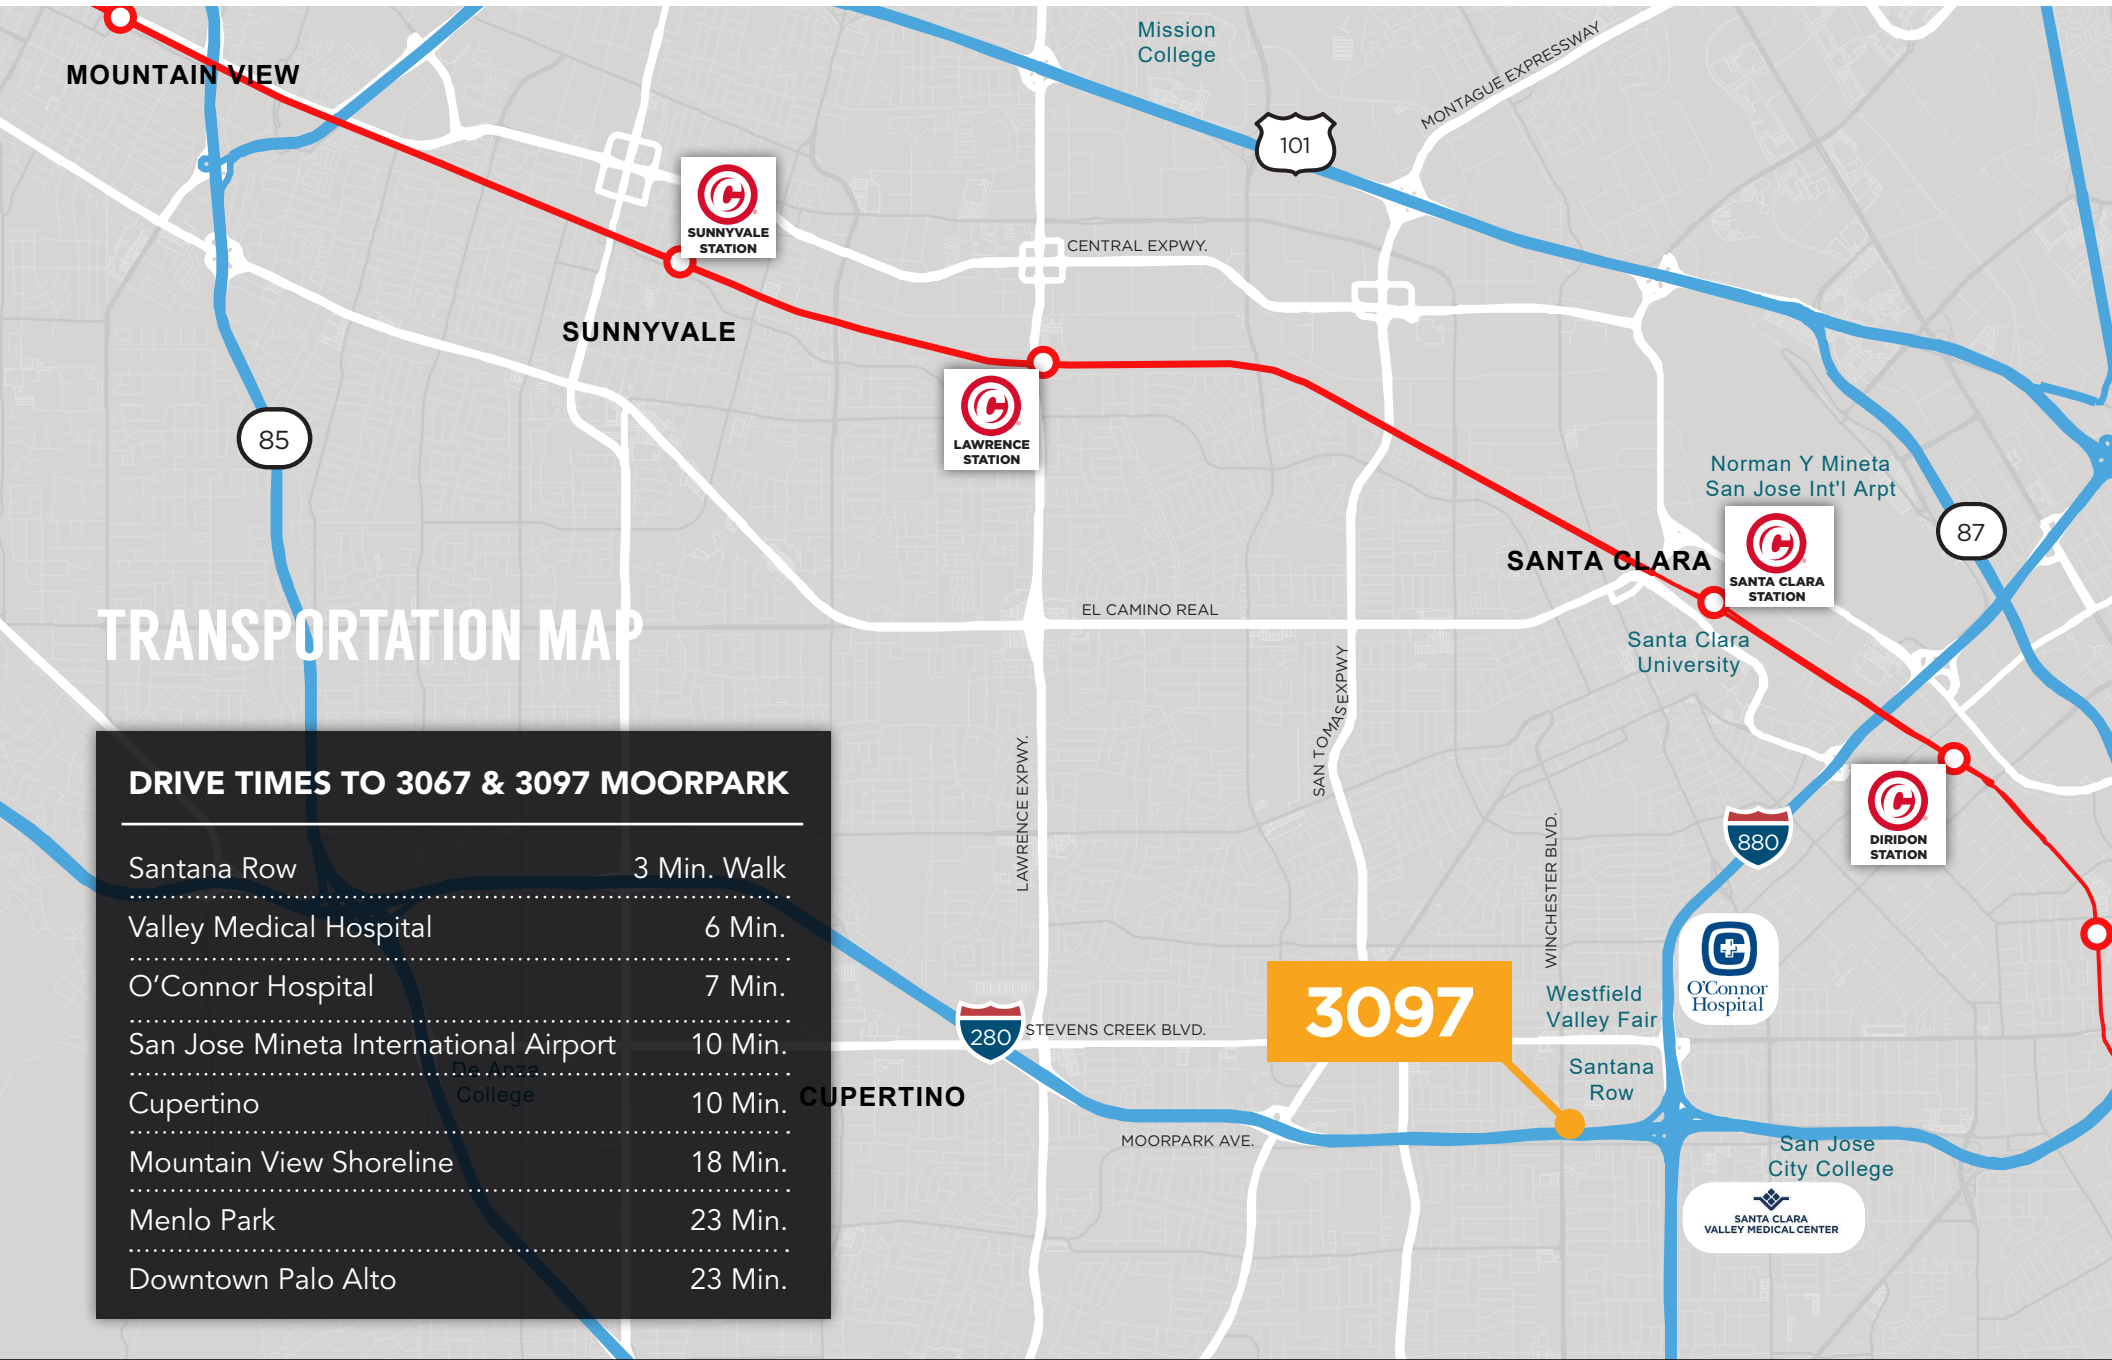 Mission
College
MOUNTAIN VIEW
MONTAGUE EXPRESSWAY
101
SUNNYVALE
STATION
CENTRAL EXPWY.
SUNNYVALE
85
LAWRENCE
STATION
Norman Y Mineta
San Jose Int'l Arpt
87
SANTA CLARA
SANTA CLARA
STATION
EL CAMINO REAL
TRANSPORTATION MAP
Santa Clara
University
SAN TOMAS EXPWY
LAWRENCE EXPWY.
WINCHESTER BLVD.
880
DIRIDON
STATION
DRIVE TIMES TO 3067 & 3097 MOORPARK
Santana Row 3 Min. Walk
Valley Medical Hospital 6 Min.
O’Connor Hospital 7 Min.
San Jose Mineta International Airport 10 Min.
Cupertino 10 Min.
Mountain View Shoreline 18 Min.
Menlo Park 23 Min.
Downtown Palo Alto 23 Min.
De Anza
College
CUPERTINO
280
STEVENS CREEK BLVD.
3097
Westfield
Valley Fair
O’Connor
Hospital
Santana
Row
MOORPARK AVE.
San Jose
City College
SANTA CLARA
VALLEY MEDICAL CENTER